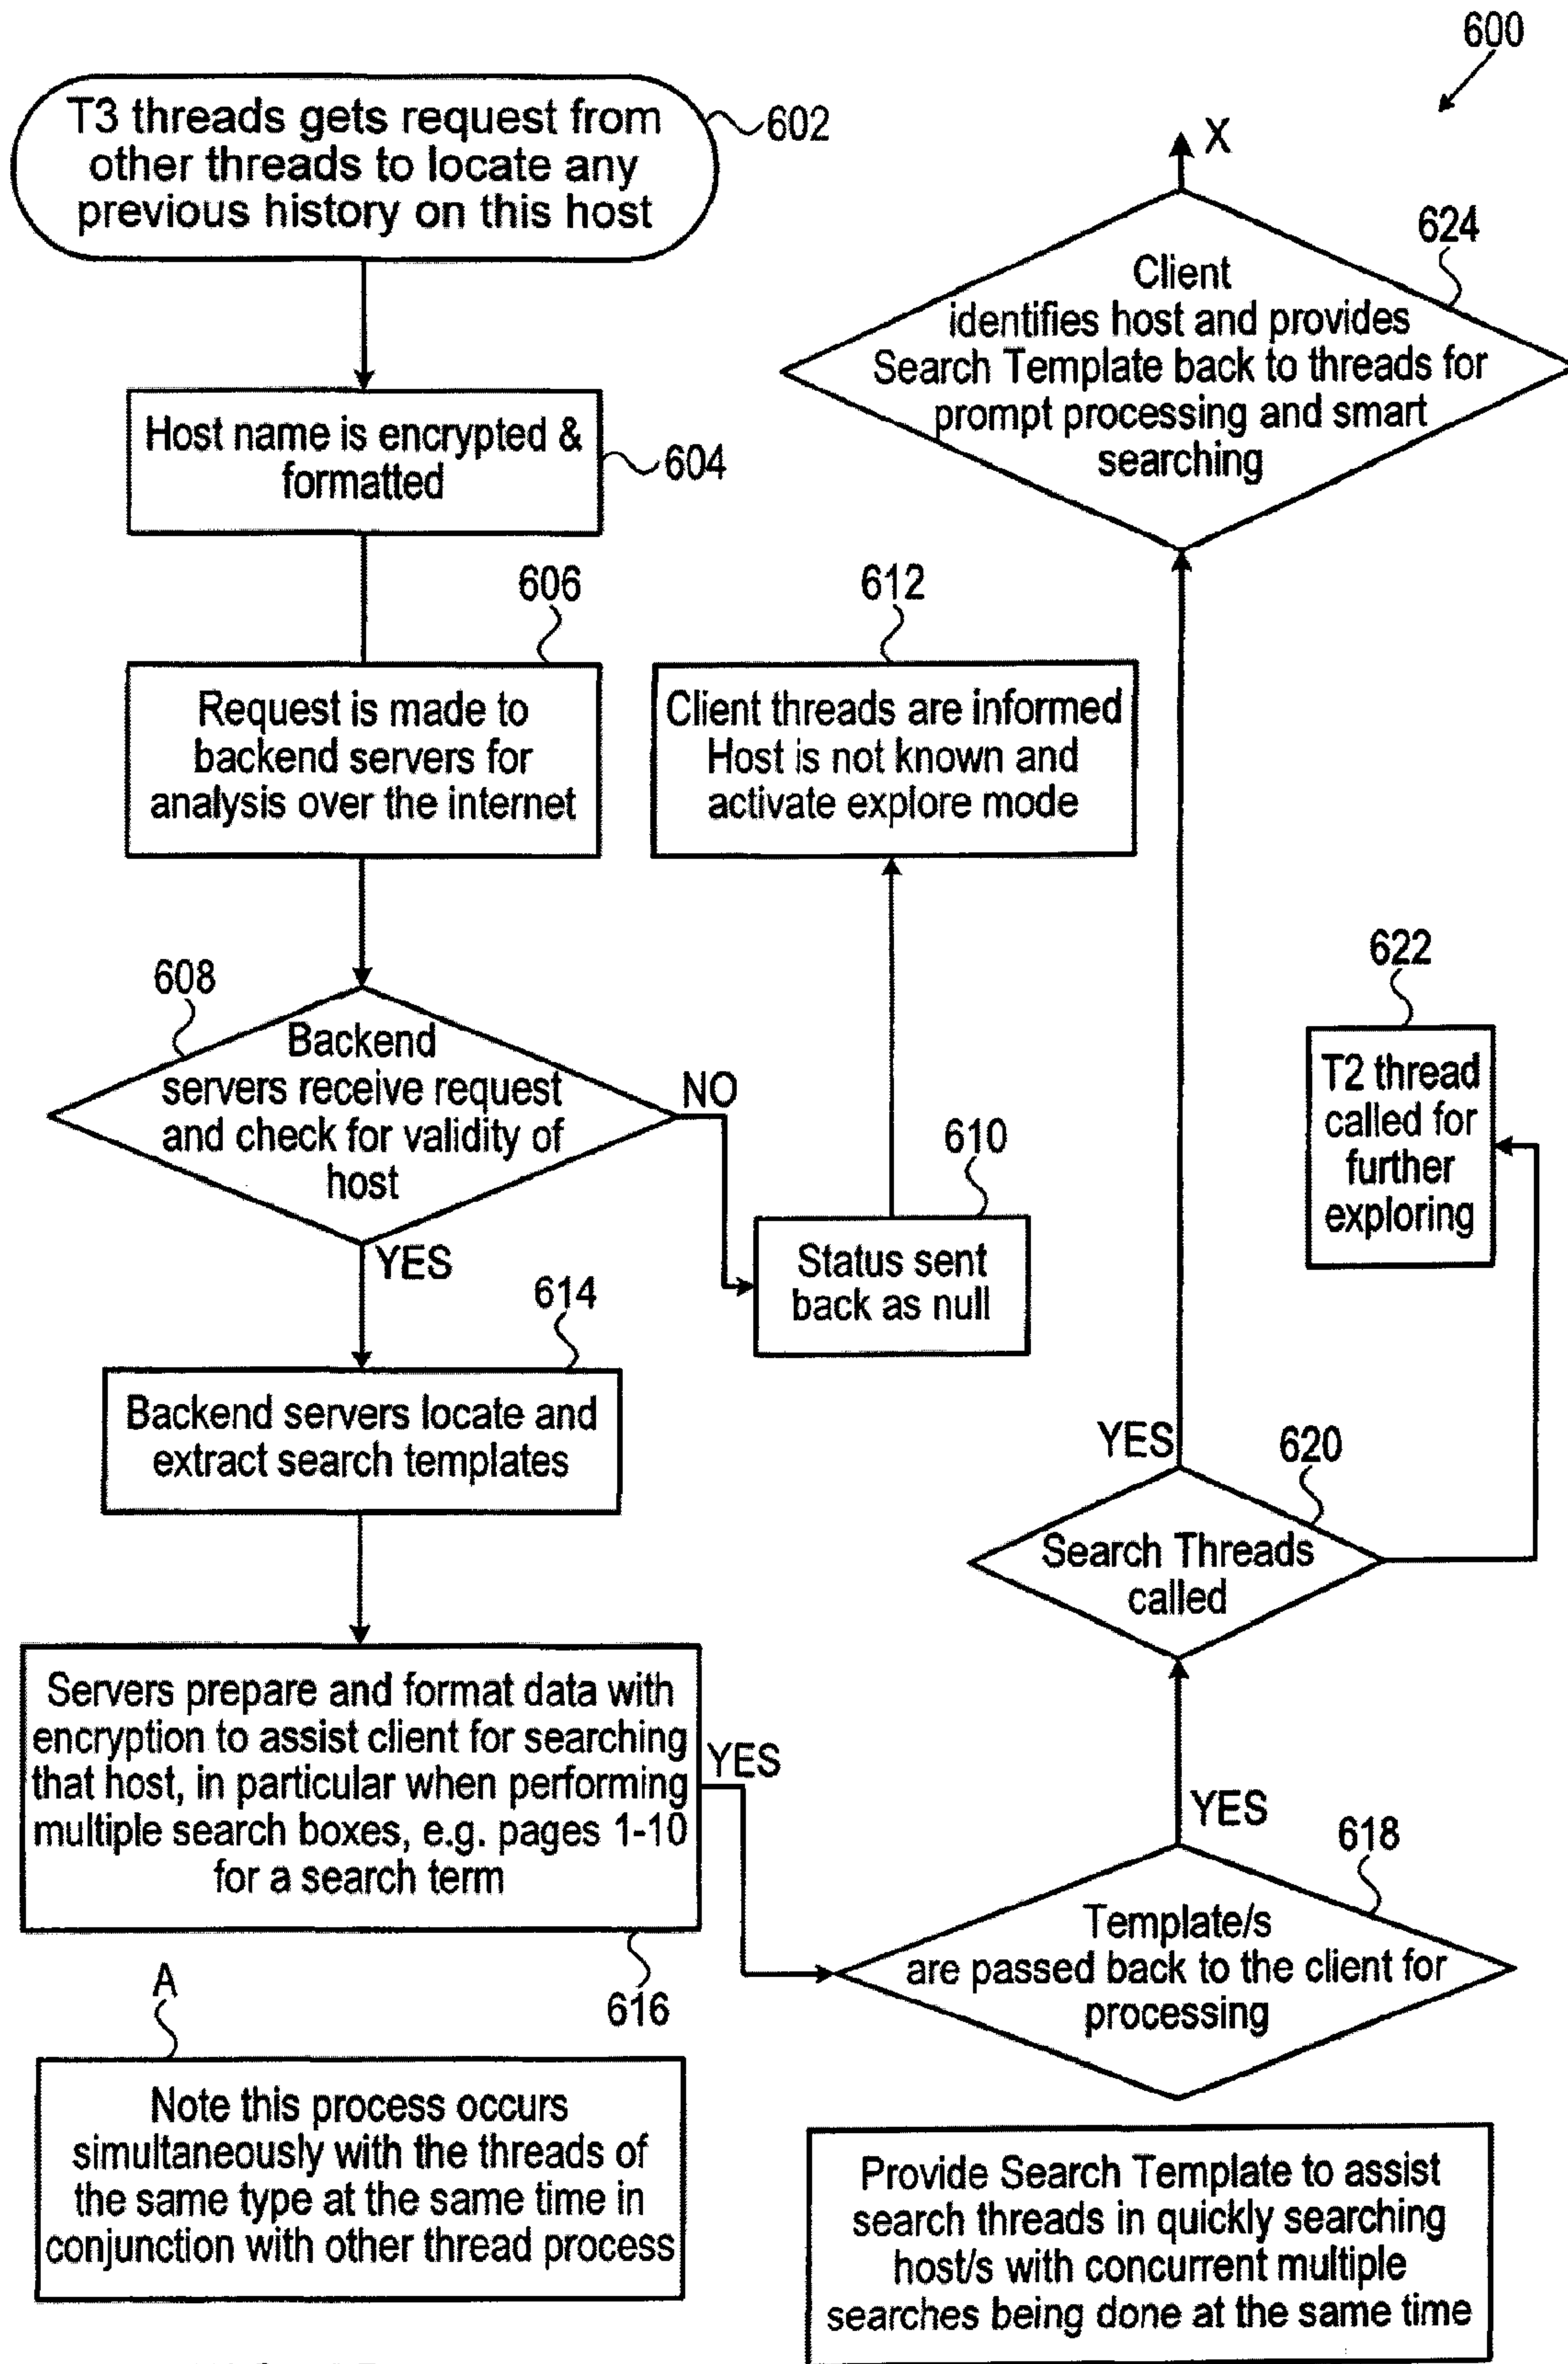 600
T3 threads gets request from
other threads to locate any
previous history on this host
602
Host name is encrypted &
formatted
604
606
Request is made to
backend servers for
analysis over the internet
608
Backend
servers receive request
and check for validity of
host
NO
YES
610
Status sent
back as null
612
Client threads are informed
Host is not known and
activate explore mode
614
Backend servers locate and
extract search templates
Servers prepare and format data with
encryption to assist client for searching
that host, in particular when performing
multiple search boxes, e.g. pages 1-10
for a search term
YES
616
A
Note this process occurs
simultaneously with the threads of
the same type at the same time in
conjunction with other thread process
X
624
Client
identifies host and provides
Search Template back to threads for
prompt processing and smart
searching
622
T2 thread
called for
further
exploring
YES
620
Search Threads
called
YES
618
Template/s
are passed back to the client for
processing
Provide Search Template to assist
search threads in quickly searching
host/s with concurrent multiple
searches being done at the same time